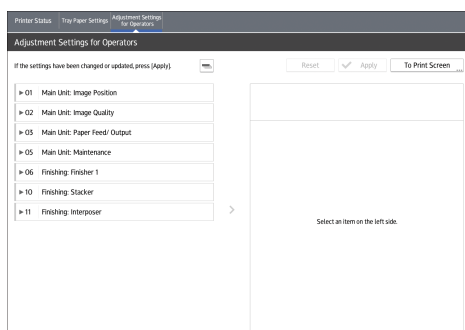 Printer Status
Tray Paper Settings
Adjustment Settings
for Operators
Adjustment Settings for Operators
If the settings have been changed or updated, press [Apply].
Reset
Apply
To Print Screen
01 Main Unit: Image Position
02 Main Unit: Image Quality
03 Main Unit: Paper Feed/ Output
05 Main Unit: Maintenance
06 Finishing: Finisher 1
10 Finishing: Stacker
11 Finishing: Interposer
Select an item on the left side.